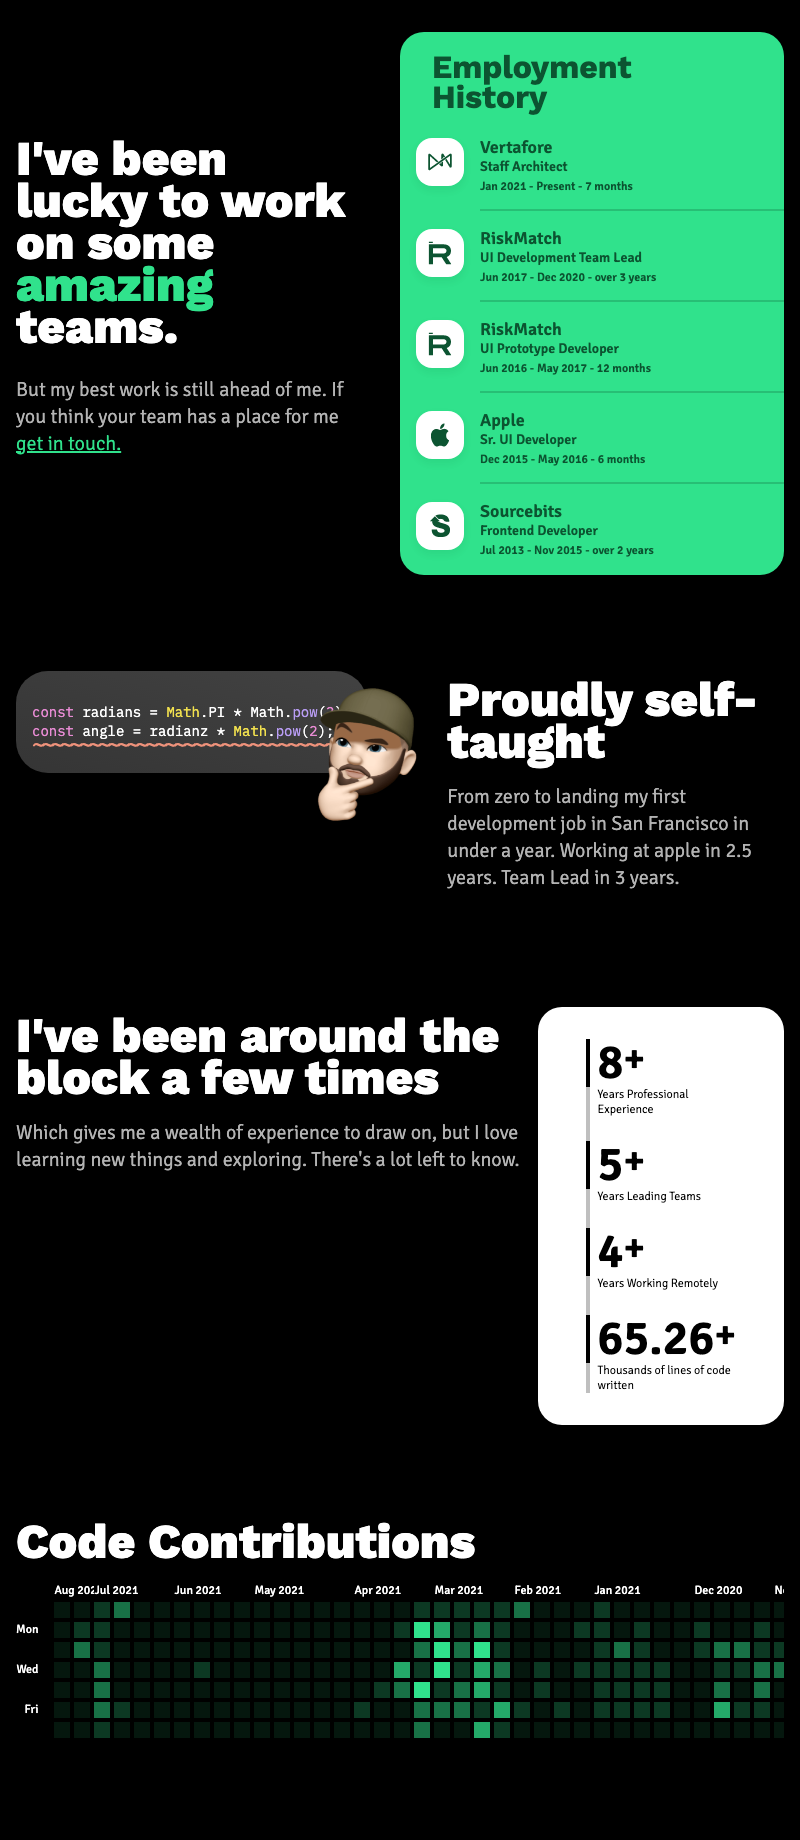 I've been
lucky to work
on some
amazing
teams.
But my best work is still ahead of me. If
you think your team has a place for me
get in touch.
Employment
History
Vertafore
Staff Architect
Jan 2021 - Present - 7 months
RiskMatch
UI Development Team Lead
Jun 2017 - Dec 2020 - over 3 years
RiskMatch
UI Prototype Developer
Jun 2016 - May 2017 - 12 months
Apple
Sr. UI Developer
Dec 2015 - May 2016 - 6 months
Sourcebits
Frontend Developer
Jul 2013 - Nov 2015 - over 2 years
const radians = Math.PI * Math.pow(2)
const angle = radianz * Math.pow(2);
Proudly self-
taught
From zero to landing my first
development job in San Francisco in
under a year. Working at apple in 2.5
years. Team Lead in 3 years.
I've been around the
block a few times
Which gives me a wealth of experience to draw on, but I love
learning new things and exploring. There's a lot left to know.
8+
Years Professional
Experience
5+
Years Leading Teams
4+
Years Working Remotely
65.26+
Thousands of lines of code
written
Code Contributions
Aug 202 Jul 2021 Jun 2021 May 2021 Apr 2021 Mar 2021 Feb 2021 Jan 2021 Dec 2020
Mon
Wed
Fri